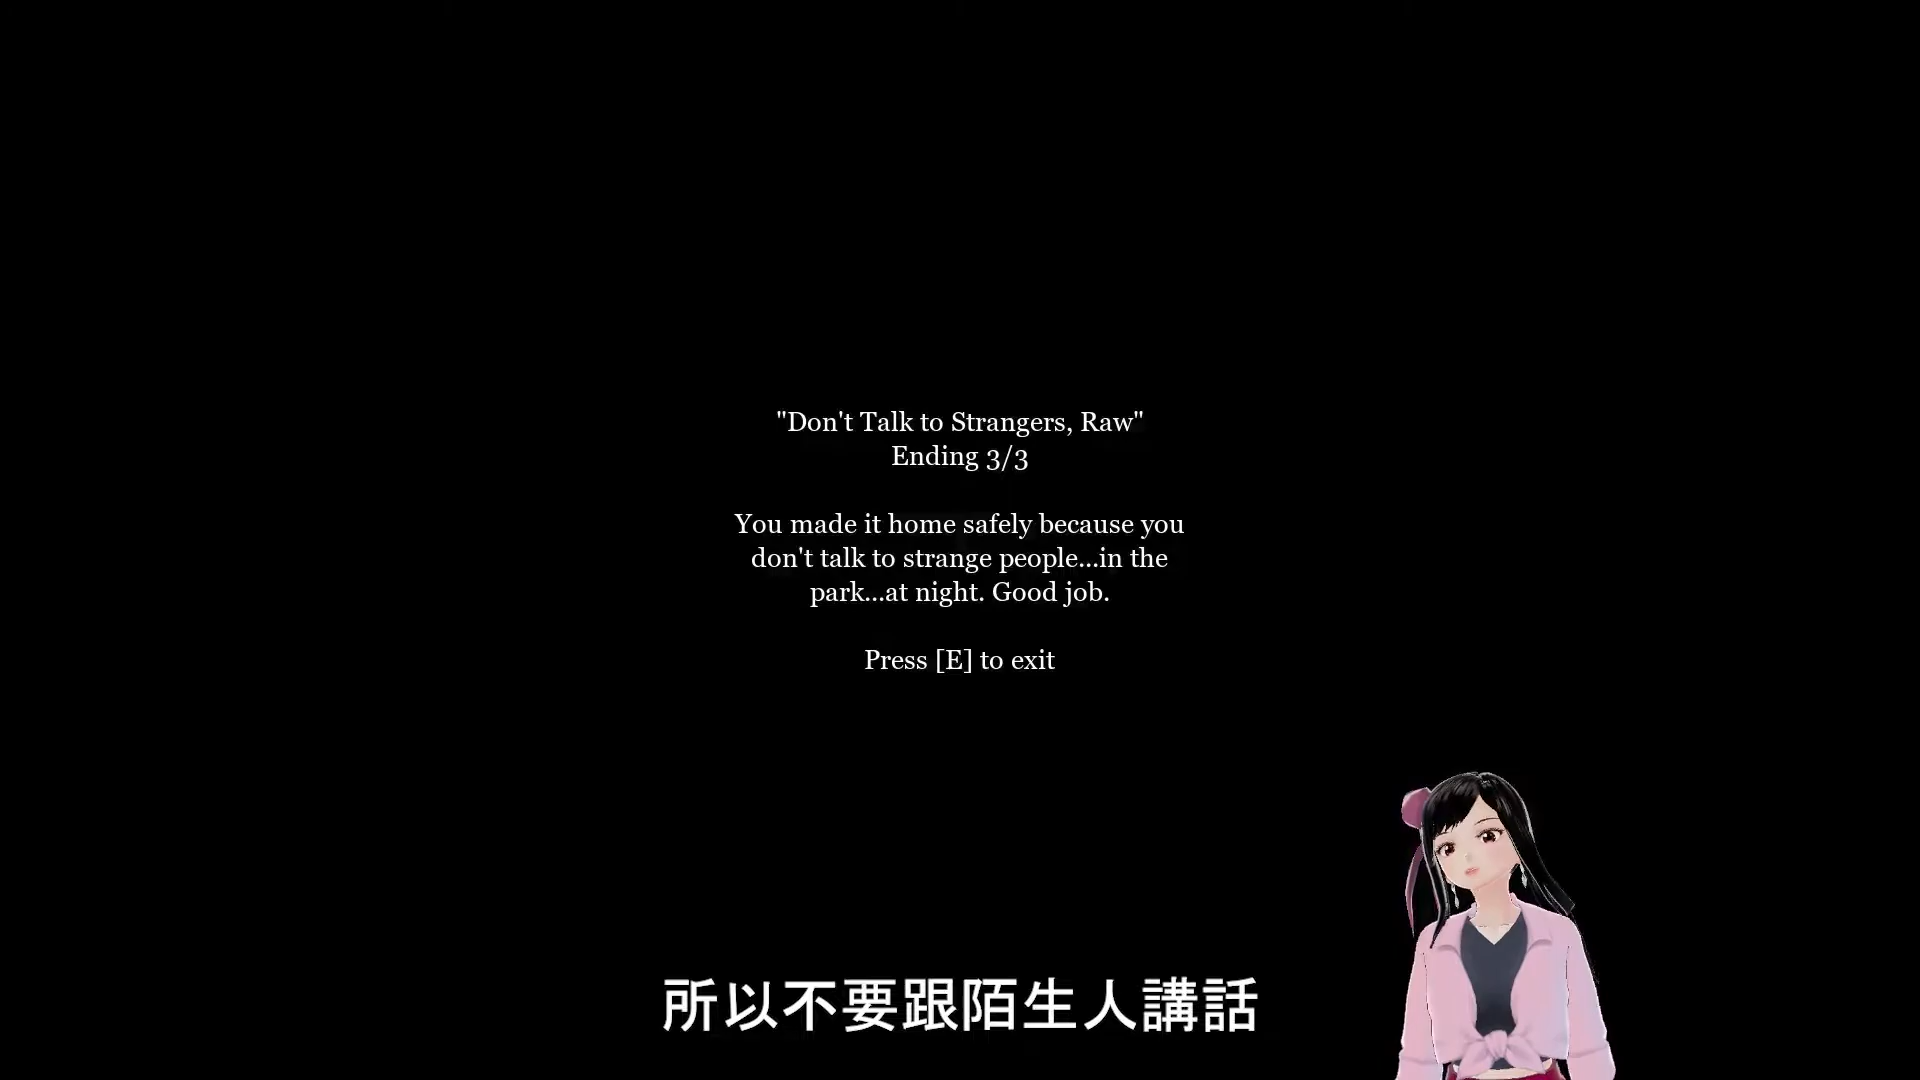 "Don't Talk to Strangers, Raw"
Ending 3/3
You made it home safely because you
don't talk to strange people...in the
park...at night. Good job.
Press [E] to exit
所以不要跟陌生人講話